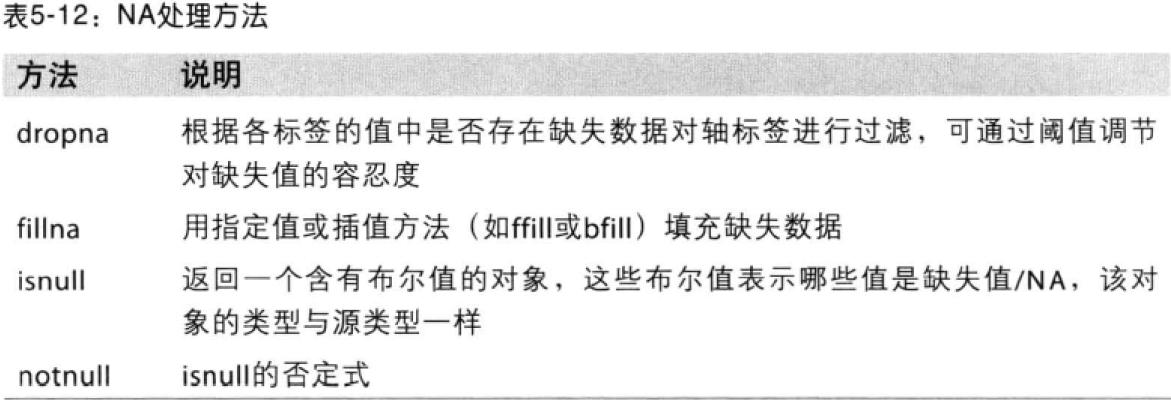 表5-12：NA处理方法
方法 说明
dropna 根据各标签的值中是否存在缺失数据对轴标签进行过滤，可通过阈值调节
对缺失值的容忍度
fillna 用指定值或插值方法（如ffill或bfill）填充缺失数据
isnull 返回一个含有布尔值的对象，这些布尔值表示哪些值是缺失值/NA，该对
象的类型与源类型一样
notnull isnull的否定式